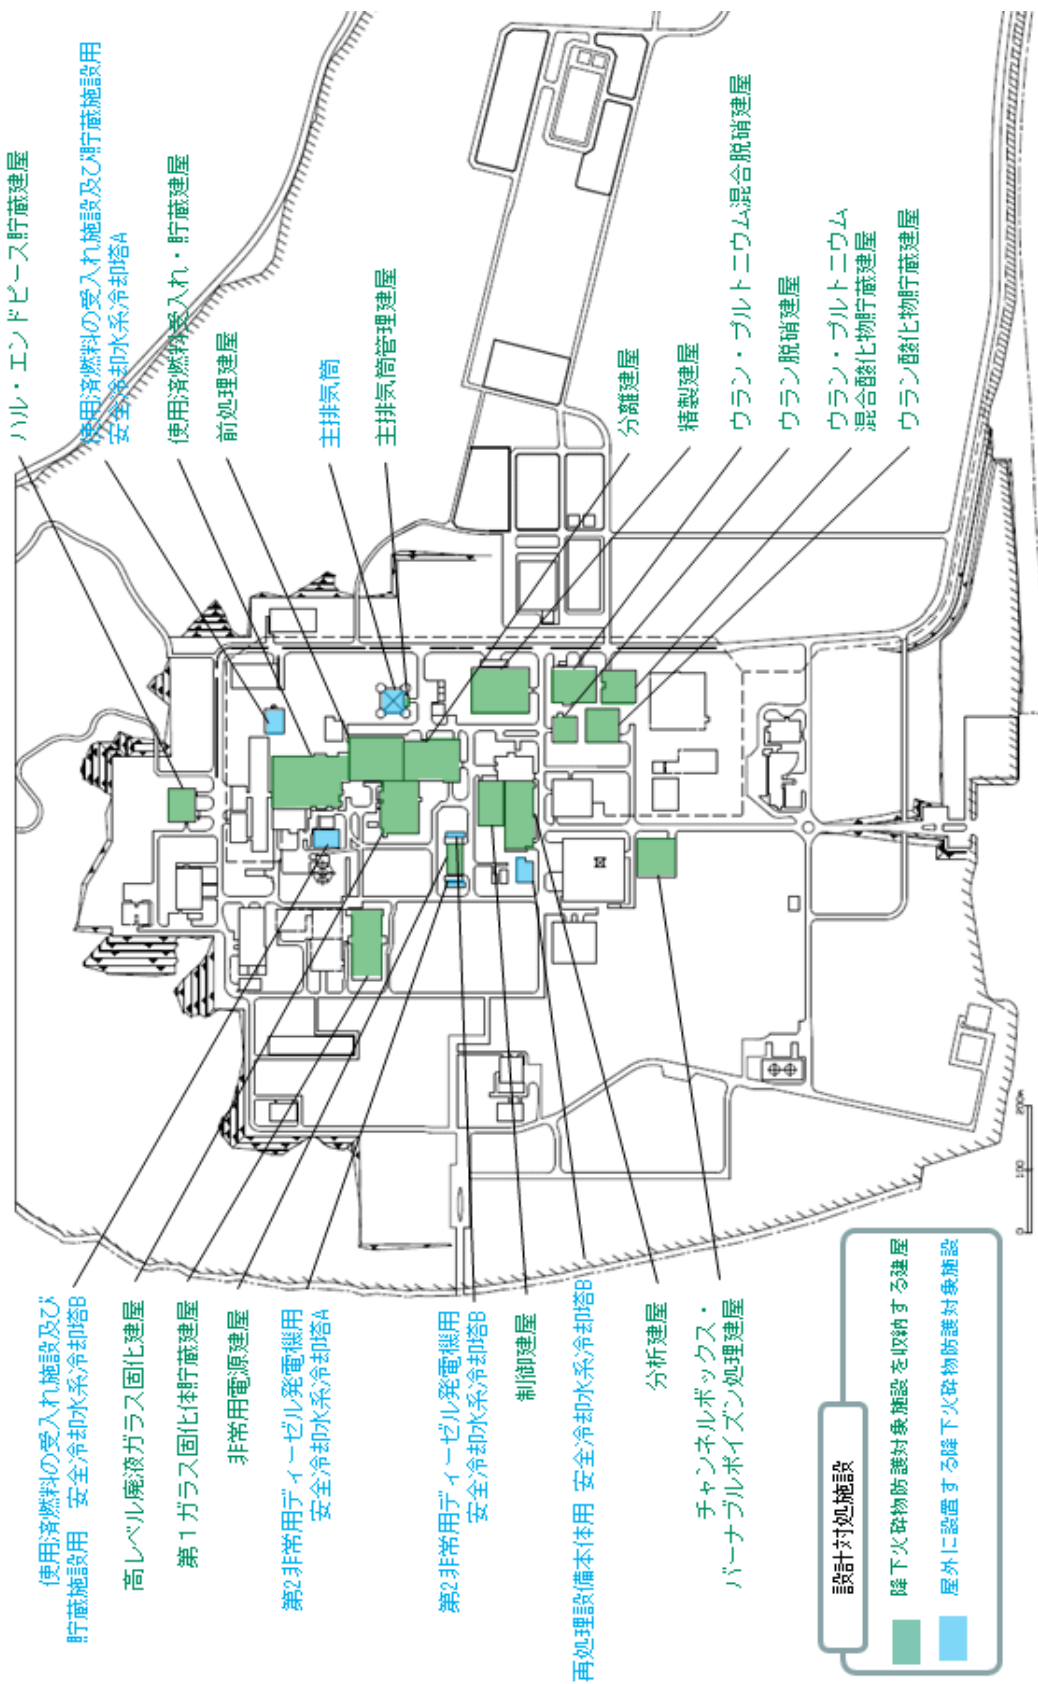 ハル・エンドピース貯蔵建屋
使用済燃料の受入れ施設及び貯蔵施設用
安全冷却水系冷却塔A
使用済燃料受入れ・貯蔵建屋
前処理建屋
主排気筒
主排気筒管理建屋
分離建屋
精製建屋
ウラン・プルトニウム混合脱硝建屋
ウラン脱硝建屋
ウラン・プルトニウム
混合酸化物貯蔵建屋
ウラン酸化物貯蔵建屋
使用済燃料の受入れ施設及び
貯蔵施設用 安全冷却水系冷却塔B
高レベル廃液ガラス固化建屋
第1ガラス固化体貯蔵建屋
非常用電源建屋
第2非常用ディーゼル発電機用
安全冷却水系冷却塔A
第2非常用ディーゼル発電機用
安全冷却水系冷却塔B
制御建屋
再処理設備本体用 安全冷却水系冷却塔B
分析建屋
チャンネルボックス・
バーナブルポイズン処理建屋
0 100 200m
設計対処施設
降下火砕物防護対象施設を収納する建屋
屋外に設置する降下火砕物防護対象施設